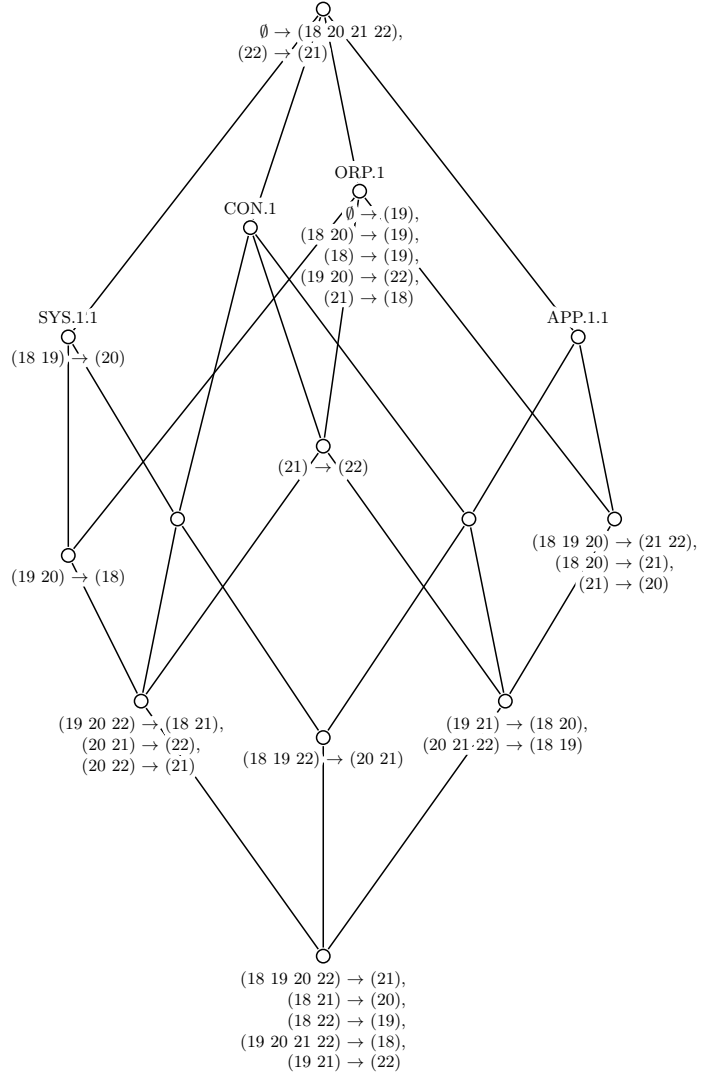 ∅ → (18 20 21 22),
(22) → (21)
ORP.1
CON.1
∅ → (19),
(18 20) → (19),
(18) → (19),
(19 20) → (22),
(21) → (18)
SYS.1.1
APP.1.1
(18 19) → (20)
(21) → (22)
(18 19 20) → (21 22),
(18 20) → (21),
(21) → (20)
(19 20) → (18)
(19 20 22) → (18 21),
(20 21) → (22),
(20 22) → (21)
(18 19 22) → (20 21)
(19 21) → (18 20),
(20 21 22) → (18 19)
(18 19 20 22) → (21),
(18 21) → (20),
(18 22) → (19),
(19 20 21 22) → (18),
(19 21) → (22)